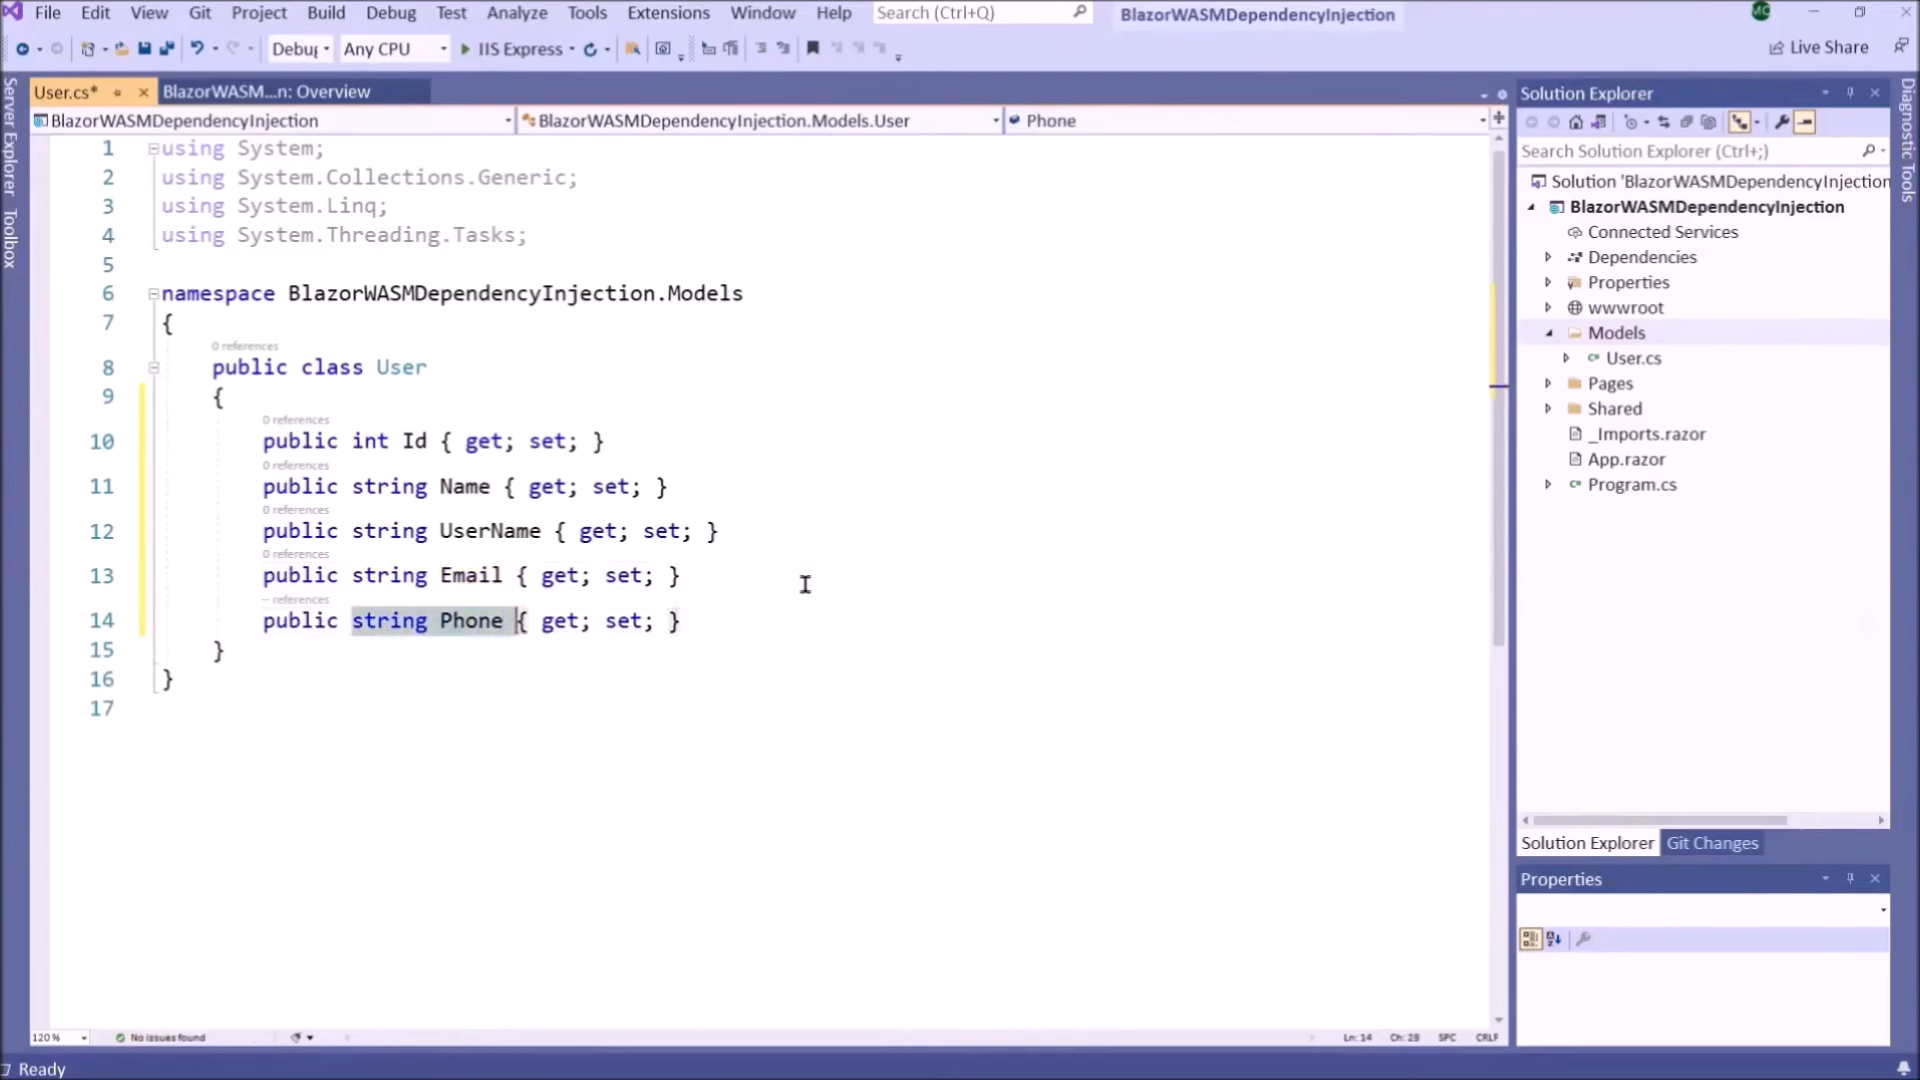 File Edit View Git Project Build Debug Test Analyze Tools Extensions Window Help Search (Ctrl+Q) BlazorWASMDependencyInjection MO
Debug Any CPU IIS Express Live Share
Server Explorer
Toolbox
User.cs* BlazorWASM...n: Overview
BlazorWASMDependencyInjection BlazorWASMDependencyInjection.Models.User Phone
1 using System;
2 using System.Collections.Generic;
3 using System.Linq;
4 using System.Threading.Tasks;
5
6 namespace BlazorWASMDependencyInjection.Models
7 {
0 references
8 public class User
9 {
0 references
10 public int Id { get; set; }
0 references
11 public string Name { get; set; }
0 references
12 public string UserName { get; set; }
0 references
13 public string Email { get; set; }
– references
14 public string Phone { get; set; }
15 }
16 }
17
120 % No issues found Ln: 14 Ch: 28 SPC CRLF
Ready
Solution Explorer
Search Solution Explorer (Ctrl+;)
Solution 'BlazorWASMDependencyInjection
BlazorWASMDependencyInjection
Connected Services
Dependencies
Properties
wwwroot
Models
User.cs
Pages
Shared
_Imports.razor
App.razor
Program.cs
Solution Explorer Git Changes
Properties
Diagnostic Tools